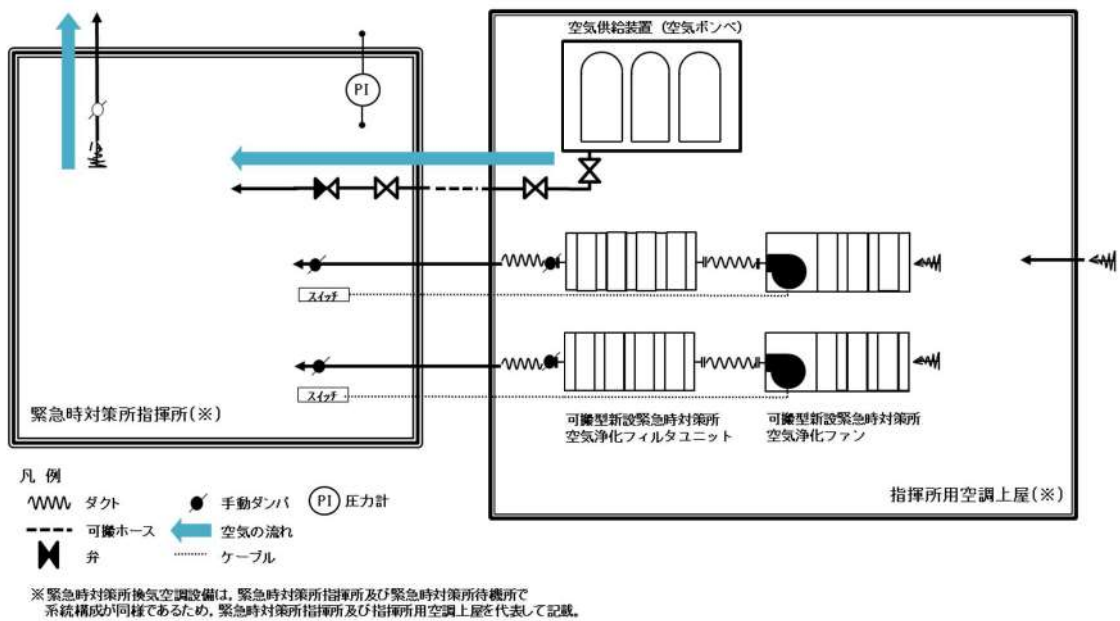 空気供給装置(空気ボンベ)
PI
スイッチ
スイッチ
緊急時対策所指揮所(※)
可搬型新設緊急時対策所
空気浄化フィルタユニット
可搬型新設緊急時対策所
空気浄化ファン
指揮所用空調上屋(※)
凡 例
ダクト
手動ダンパ
PI 圧力計
可搬ホース
空気の流れ
弁
ケーブル
※緊急時対策所換気空調設備は,緊急時対策所指揮所及び緊急時対策所待機所で
系統構成が同様であるため,緊急時対策所指揮所及び指揮所用空調上屋を代表して記載。